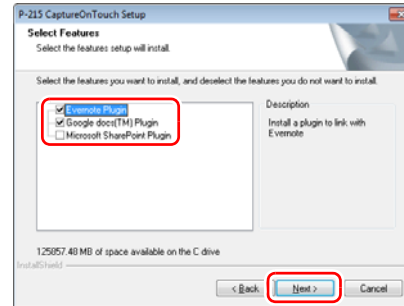 P-215 CaptureOnTouch Setup
Select Features
Select the features setup will install.
Select the features you want to install, and deselect the features you do not want to install.
Evernote Plugin
Google docs(TM) Plugin
Microsoft SharePoint Plugin
Description
Install a plugin to link with
Evernote
125857.48 MB of space available on the C drive
InstallShield
< Back
Next >
Cancel